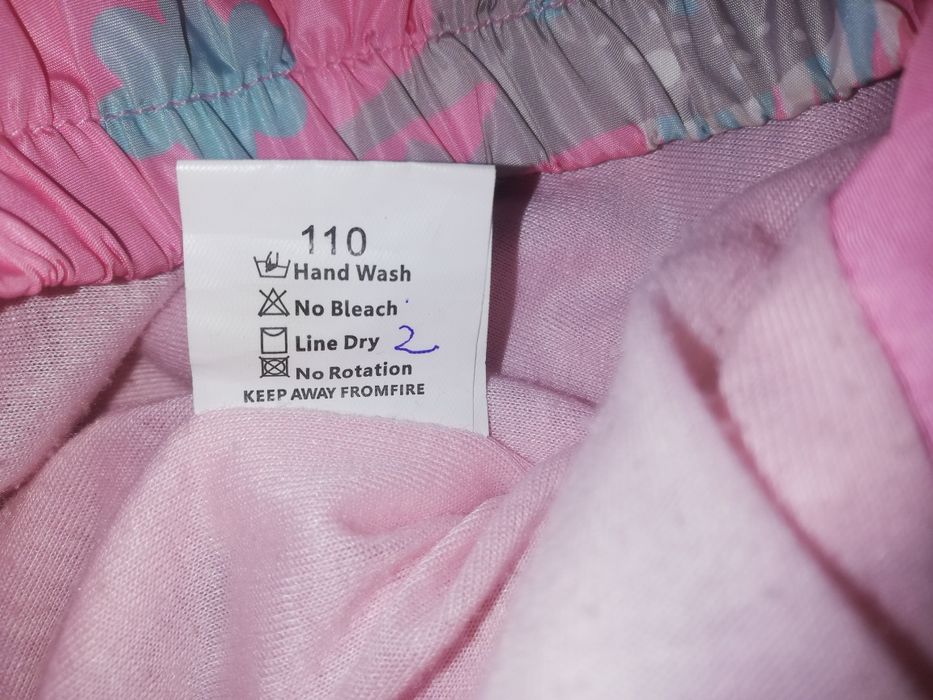 110
Hand Wash
No Bleach
Line Dry 2
No Rotation
KEEP AWAY FROMFIRE